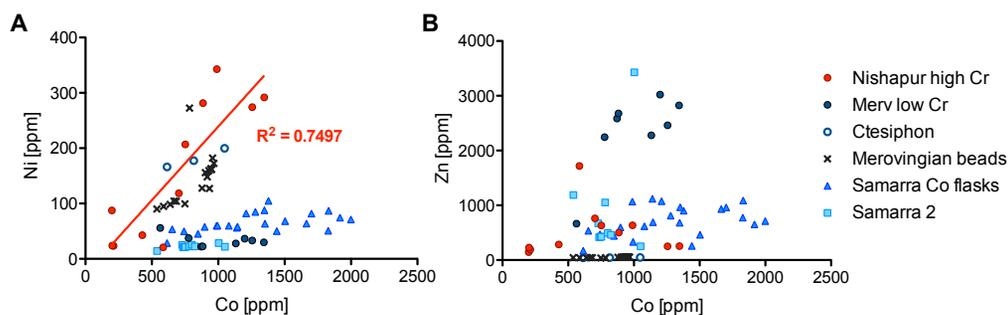 A
400
300
200
100
0
Ni [ppm]
R² = 0.7497
0 500 1000 1500 2000 2500
Co [ppm]
B
4000
3000
2000
1000
0
Zn [ppm]
0 500 1000 1500 2000 2500
Co [ppm]
Nishapur high Cr
Merv low Cr
Ctesiphon
Merovingian beads
Samarra Co flasks
Samarra 2